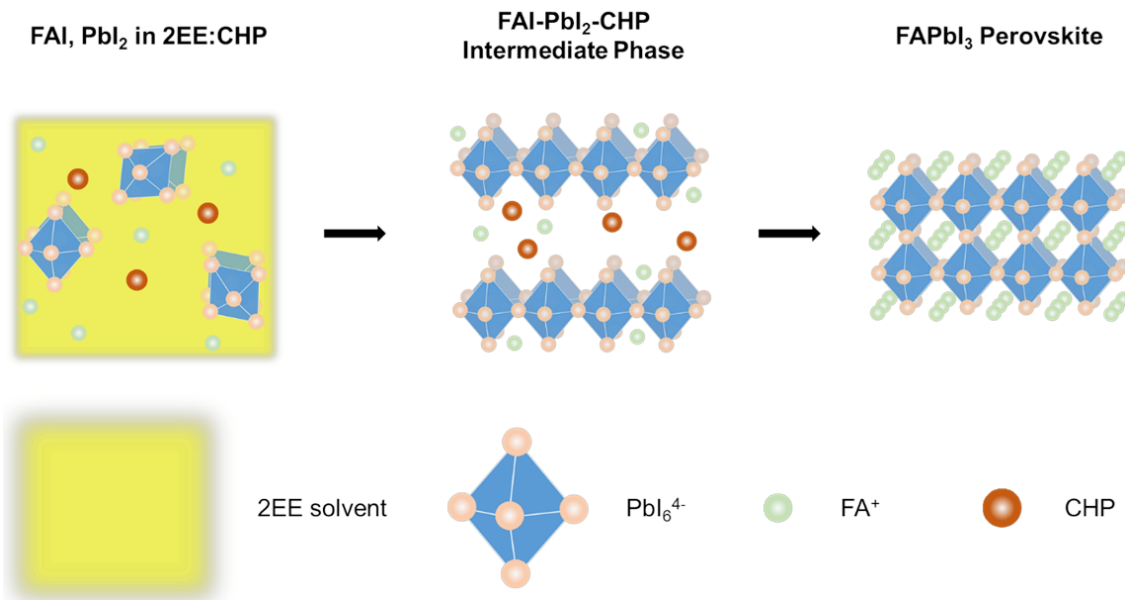 FAI, PbI₂ in 2EE:CHP
FAI-PbI₂-CHP
Intermediate Phase
FAPbI₃ Perovskite
2EE solvent
PbI₆⁴⁻
FA⁺
CHP